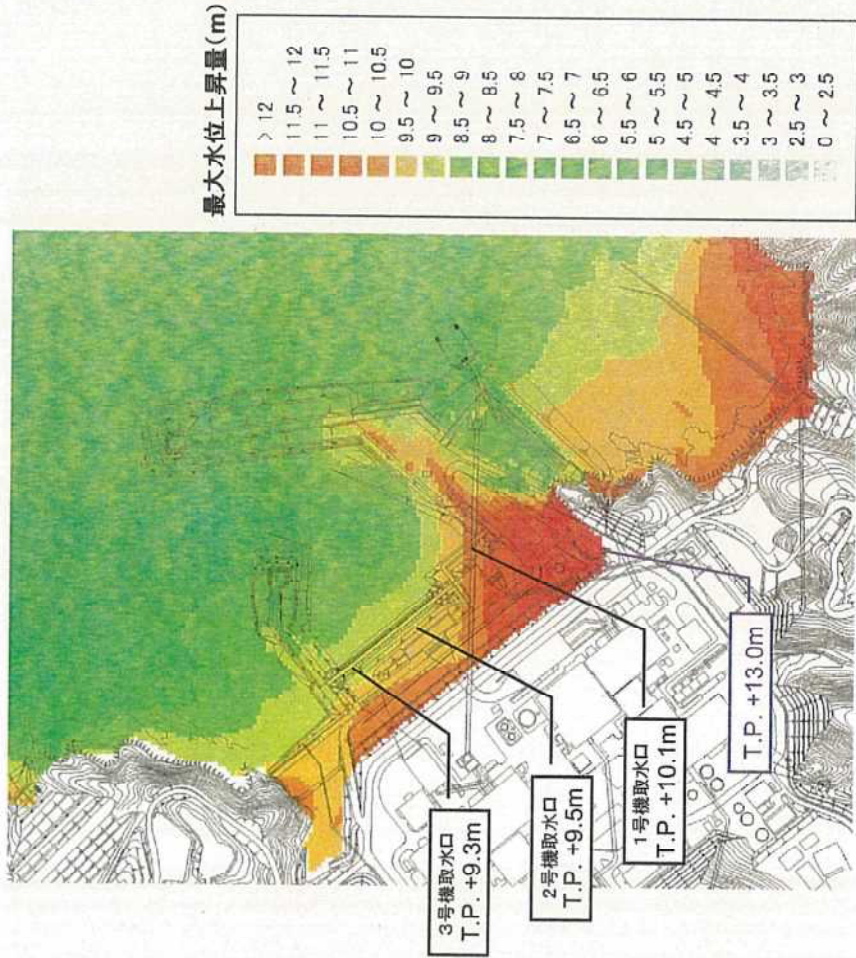 最大水位上昇量(m)
> 12
11.5 ~ 12
11 ~ 11.5
10.5 ~ 11
10 ~ 10.5
9.5 ~ 10
9 ~ 9.5
8.5 ~ 9
8 ~ 8.5
7.5 ~ 8
7 ~ 7.5
6.5 ~ 7
6 ~ 6.5
5.5 ~ 6
5 ~ 5.5
4.5 ~ 5
4 ~ 4.5
3.5 ~ 4
3 ~ 3.5
2.5 ~ 3
0 ~ 2.5
3号機取水口
T.P. +9.3m
2号機取水口
T.P. +9.5m
1号機取水口
T.P. +10.1m
T.P. +13.0m